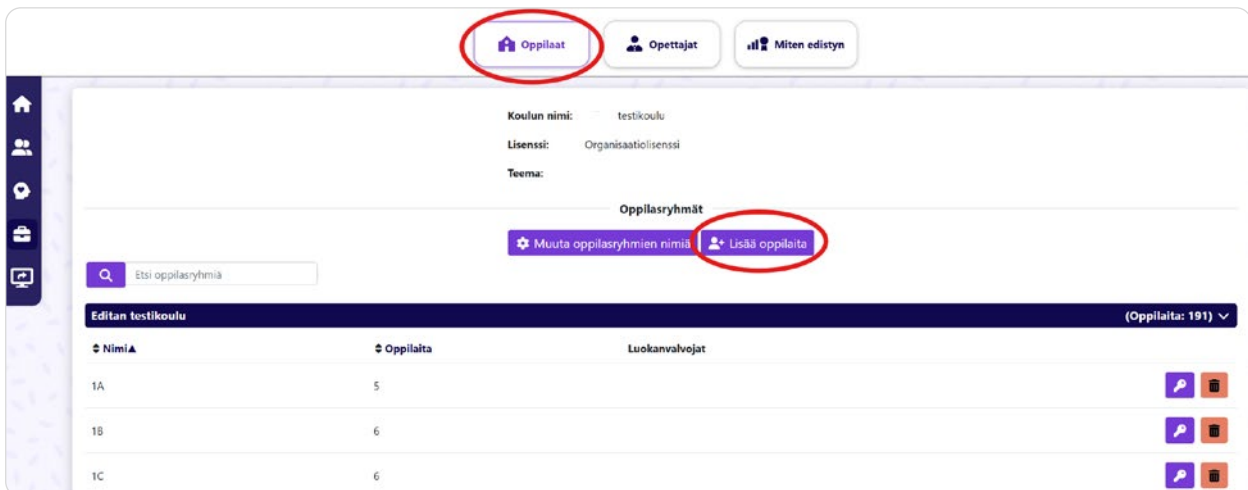 Oppilaat Opettajat Miten edistyn
Koulun nimi: testikoulu
Lisenssi: Organisaatiolisenssi
Teema:
Oppilasryhmät
Muuta oppilasryhmien nimiä Lisää oppilaita
Etsi oppilasryhmiä
Editan testikoulu (Oppilaita: 191)
Nimi Oppilaita Luokanvalvojat
1A 5
1B 6
1C 6